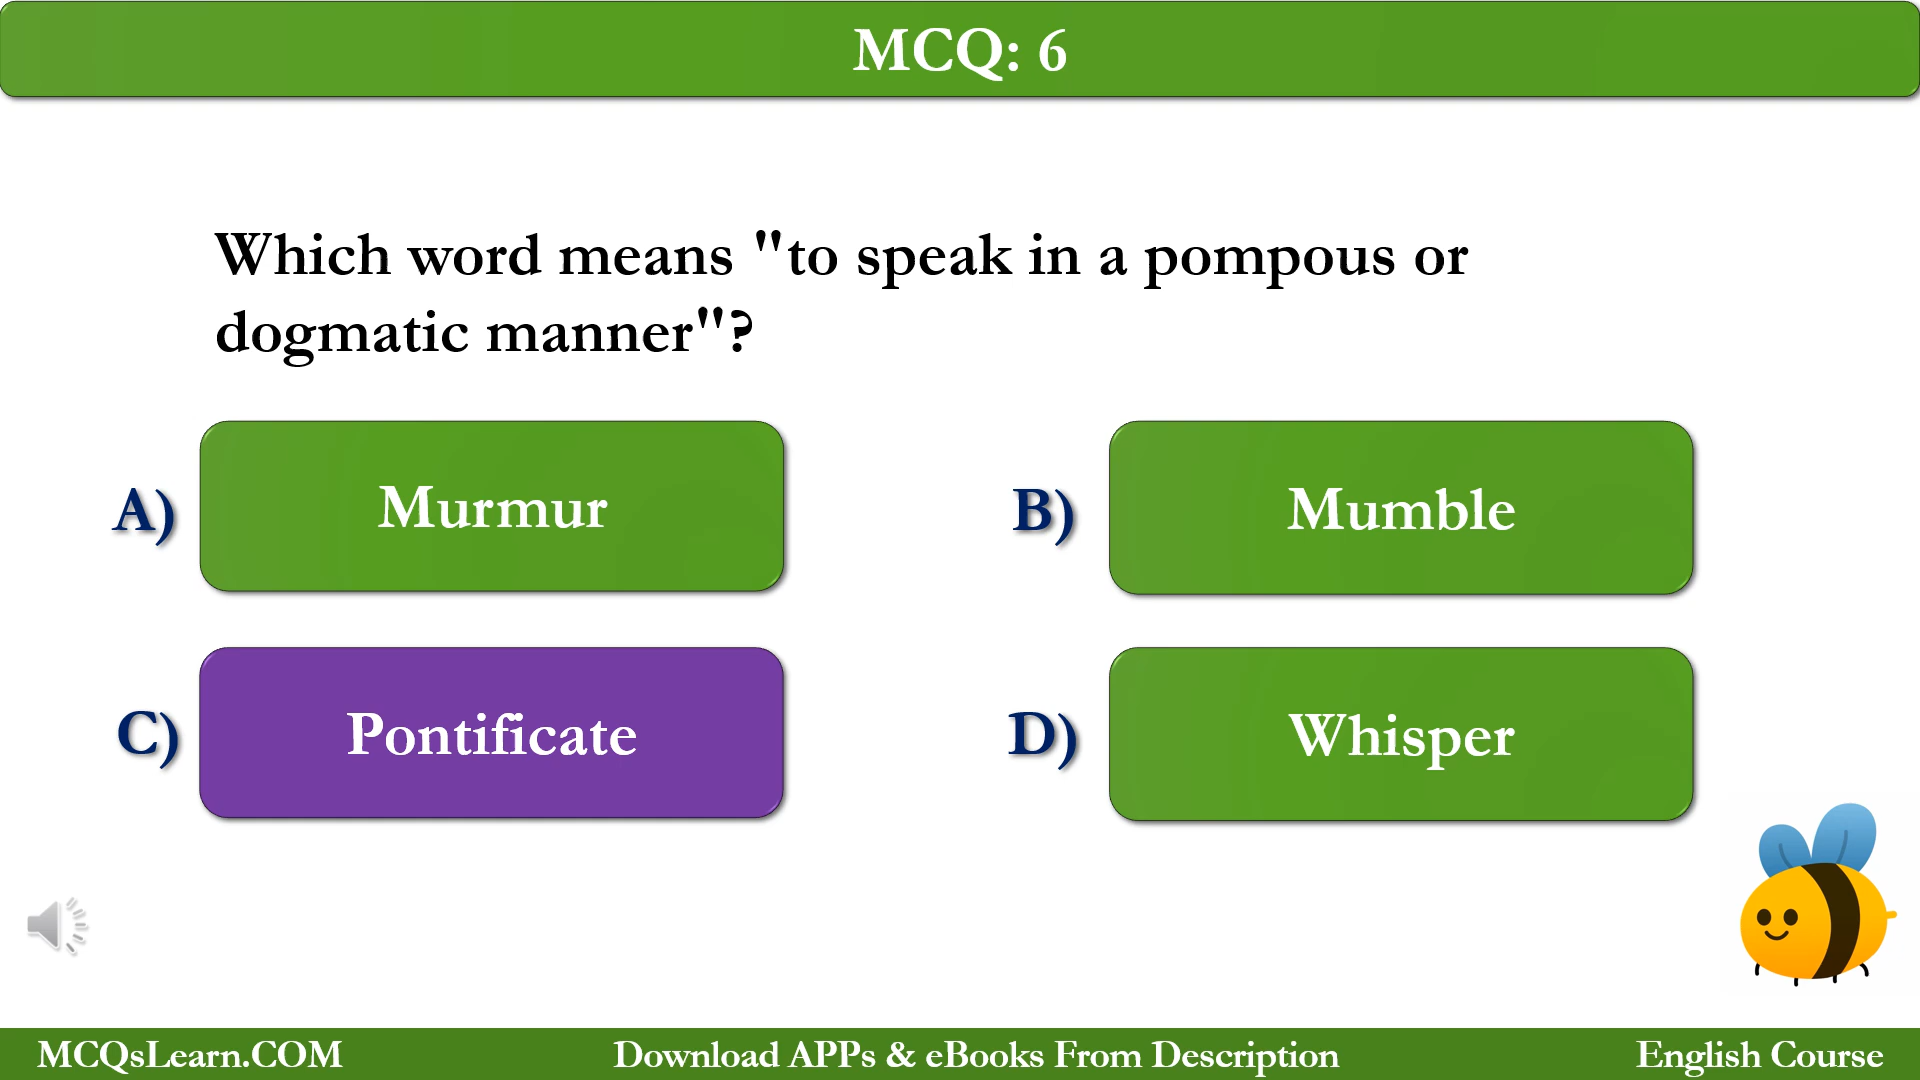 MCQ: 6
Which word means "to speak in a pompous or
dogmatic manner"?
A) Murmur
B) Mumble
C) Pontificate
D) Whisper
MCQsLearn.COM
Download APPs & eBooks From Description
English Course